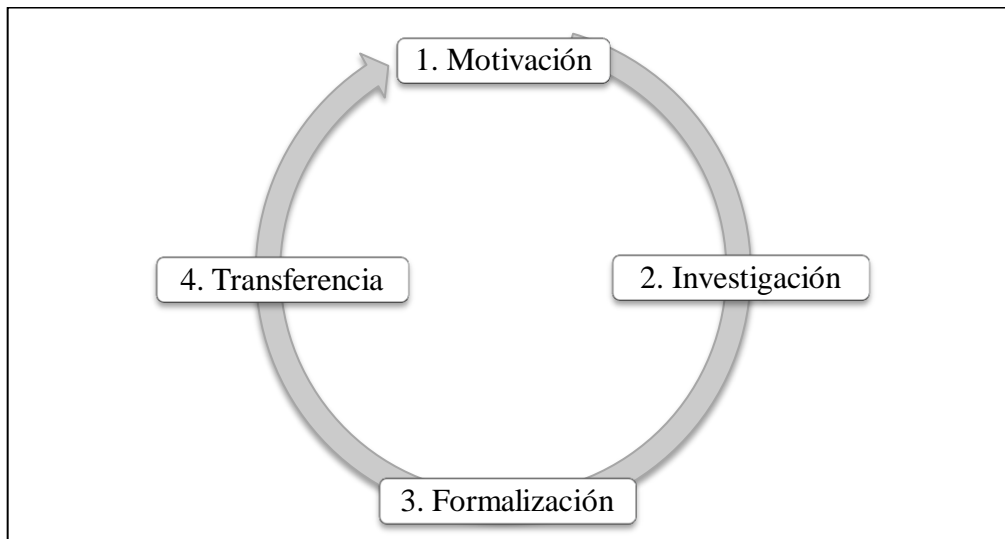 1. Motivación
2. Investigación
3. Formalización
4. Transferencia